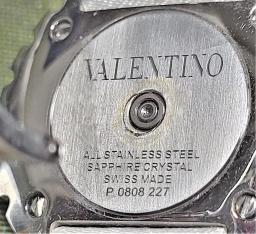 VALENTINO
ALL STAINLESS STEEL
SAPPHIRE CRYSTAL
SWISS MADE
P. 0808 227